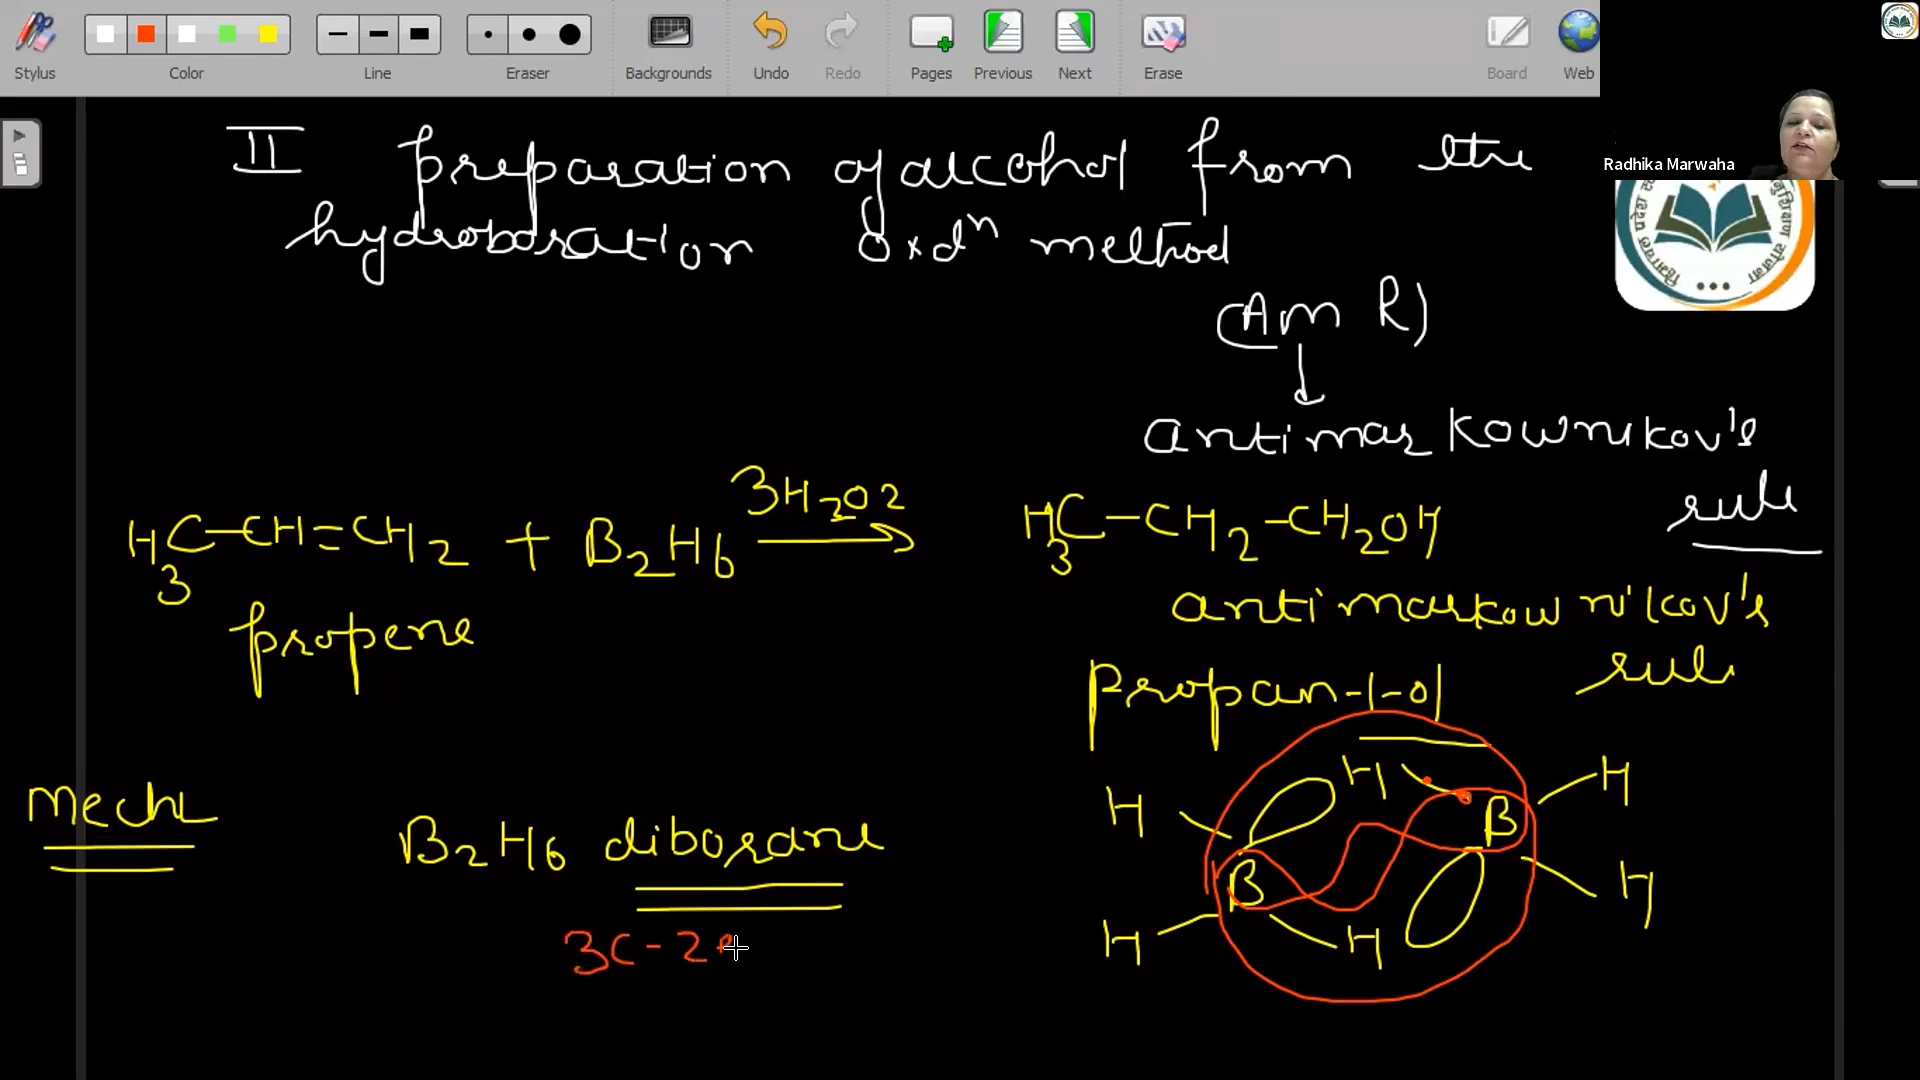 Stylus
Color
Line
Eraser
Backgrounds
Undo
Redo
Pages
Previous
Next
Erase
Board
Web
Radhika Marwaha
II preparation of alcohol from the
hydroboration oxdⁿ method
(AM R)
antimarkownikov's
rule
H₃C-CH=CH₂ + B₂H₆ 3H₂O₂ H₃C-CH₂-CH₂OH
propene
antimarkownikov's
rule
propan-1-ol
Mech
B₂H₆ diborane
3C-2
H H B H
B H
H H